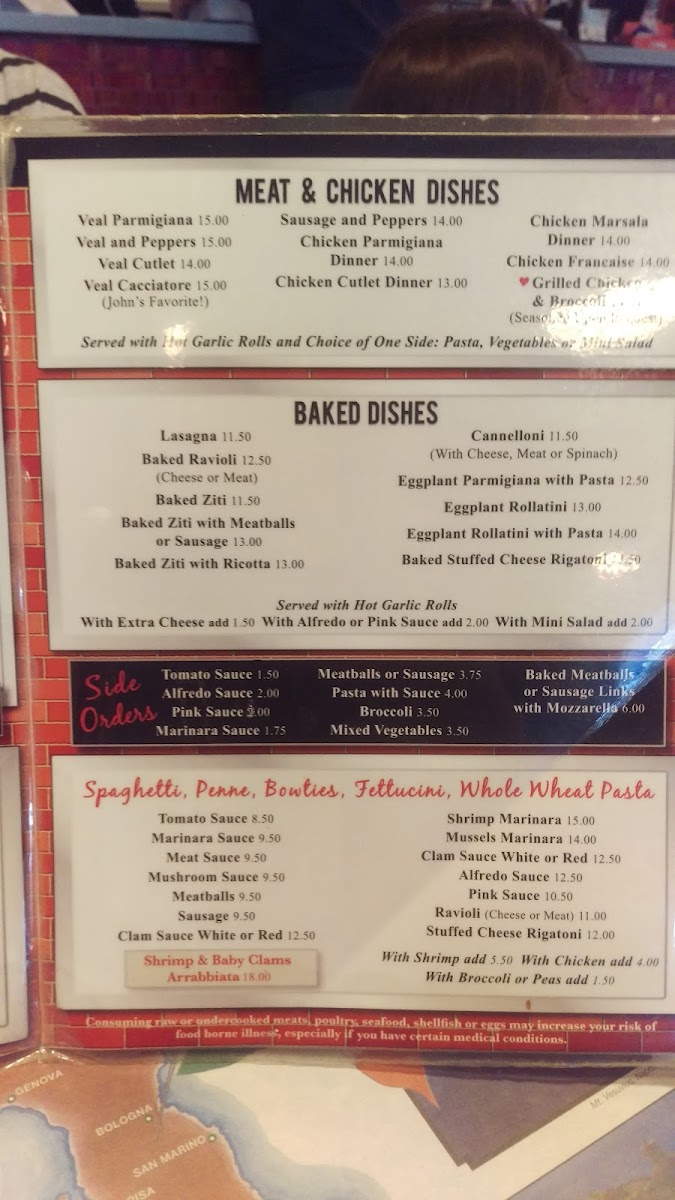 MEAT & CHICKEN DISHES
Veal Parmigiana 15.00
Veal and Peppers 15.00
Veal Cutlet 14.00
Veal Cacciatore 15.00
(John's Favorite!)
Sausage and Peppers 14.00
Chicken Parmigiana
Dinner 14.00
Chicken Cutlet Dinner 13.00
Chicken Marsala
Dinner 14.00
Chicken Francaise 14.00
♥Grilled Chicken
& Broccoli
(Seasoned Upon Request)
Served with Hot Garlic Rolls and Choice of One Side: Pasta, Vegetables or Mini Salad
BAKED DISHES
Lasagna 11.50
Baked Ravioli 12.50
(Cheese or Meat)
Baked Ziti 11.50
Baked Ziti with Meatballs
or Sausage 13.00
Baked Ziti with Ricotta 13.00
Cannelloni 11.50
(With Cheese, Meat or Spinach)
Eggplant Parmigiana with Pasta 12.50
Eggplant Rollatini 13.00
Eggplant Rollatini with Pasta 14.00
Baked Stuffed Cheese Rigatoni
Served with Hot Garlic Rolls
With Extra Cheese add 1.50 With Alfredo or Pink Sauce add 2.00 With Mini Salad add 2.00
Side
Orders
Tomato Sauce 1.50
Alfredo Sauce 2.00
Pink Sauce
Marinara Sauce 1.75
Meatballs or Sausage 3.75
Pasta with Sauce 4.00
Broccoli 3.50
Mixed Vegetables 3.50
Baked Meatballs
or Sausage Links
with Mozzarella 6.00
Spaghetti, Penne, Bowties, Fettucini, Whole Wheat Pasta
Tomato Sauce 8.50
Marinara Sauce 9.50
Meat Sauce 9.50
Mushroom Sauce 9.50
Meatballs 9.50
Sausage 9.50
Clam Sauce White or Red 12.50
Shrimp & Baby Clams
Arrabbiata 18.00
Shrimp Marinara 15.00
Mussels Marinara 14.00
Clam Sauce White or Red 12.50
Alfredo Sauce 12.50
Pink Sauce 10.50
Ravioli (Cheese or Meat) 11.00
Stuffed Cheese Rigatoni 12.00
With Shrimp add 5.50 With Chicken add 4.00
With Broccoli or Peas add 1.50
Consuming raw or undercooked meats, poultry, seafood, shellfish or eggs may increase your risk of
food borne illness, especially if you have certain medical conditions.
GENOVA
BOLOGNA
SAN MARINO
Mt. Vesuvius,